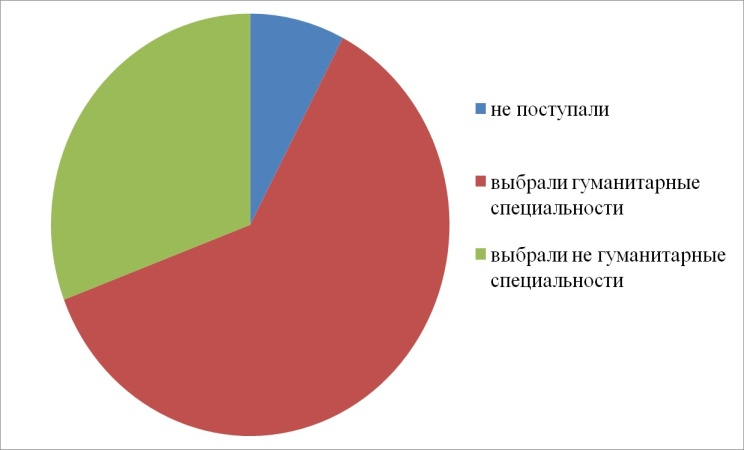 не поступали
выбрали гуманитарные
специальности
выбрали не гуманитарные
специальности